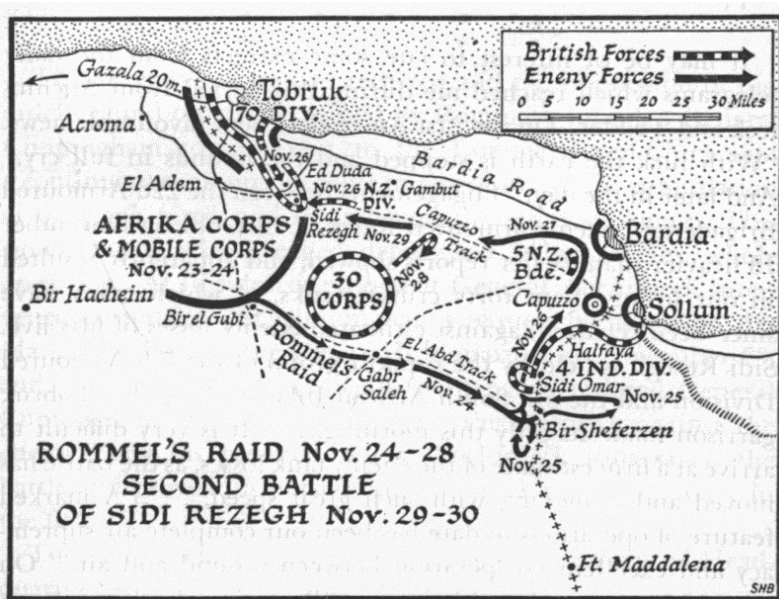 British Forces
Eneny Forces
0 5 10 15 20 25 30 Miles
Gazala 20m.
Tobruk
70 DIV.
Acroma
Nov. 26
Ed Duda
El Adem
Nov. 26 N.Z. DIV.
Gambut
Bardia Road
AFRIKA CORPS
& MOBILE CORPS
Nov. 23-24
Sidi
Rezegh
Nov. 29
Capuzzo
Track
Nov. 27
Bardia
5 N.Z.
Bde.
Nov. 28
CORPS
Capuzzo
Sollum
Bir Hacheim
Bir el Gubi
Rommel's
Raid
Gabr
Saleh
El Abd Track
Nov. 24
Nov. 26
Halfaya
4 IND. DIV.
Sidi Omar
Nov. 25
Bir Sheferzen
Nov. 25
ROMMEL'S RAID Nov. 24-28
SECOND BATTLE
OF SIDI REZEGH Nov. 29-30
Ft. Maddalena
SHB